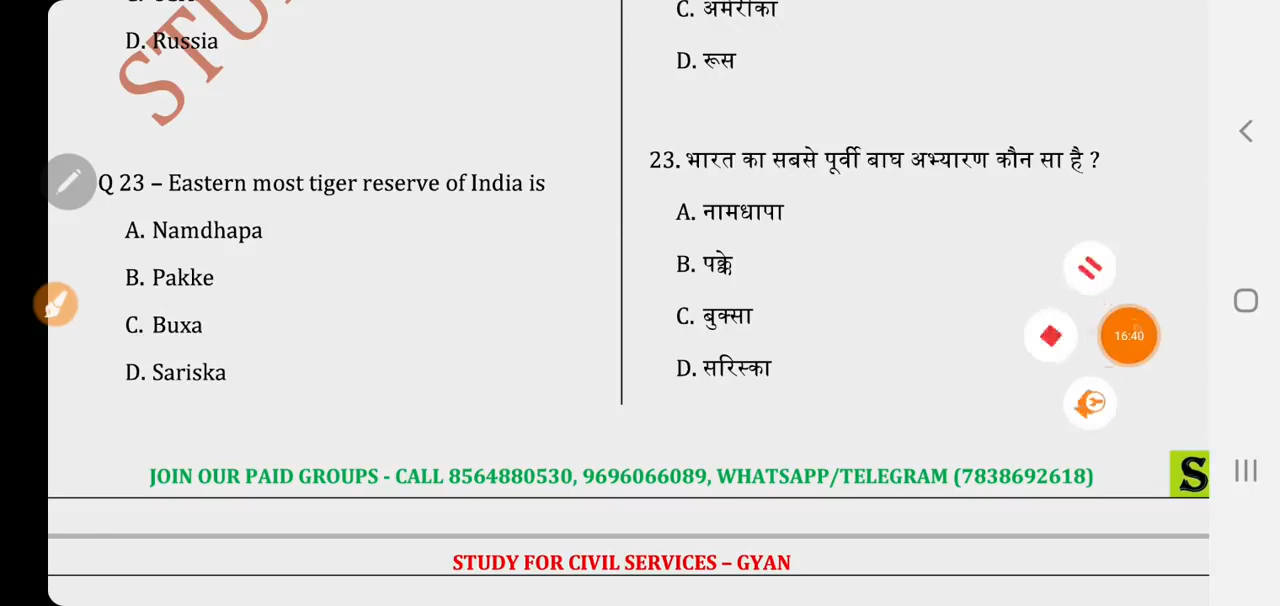 D. Russia
STU
Q 23 – Eastern most tiger reserve of India is
A. Namdhapa
B. Pakke
C. Buxa
D. Sariska
C. अमरीका
D. रूस
23. भारत का सबसे पूर्वी बाघ अभ्यारण कौन सा है ?
A. नामधापा
B. पक्के
C. बुक्सा
D. सरिस्का
16:40
JOIN OUR PAID GROUPS - CALL 8564880530, 9696066089, WHATSAPP/TELEGRAM (7838692618)
S
STUDY FOR CIVIL SERVICES – GYAN